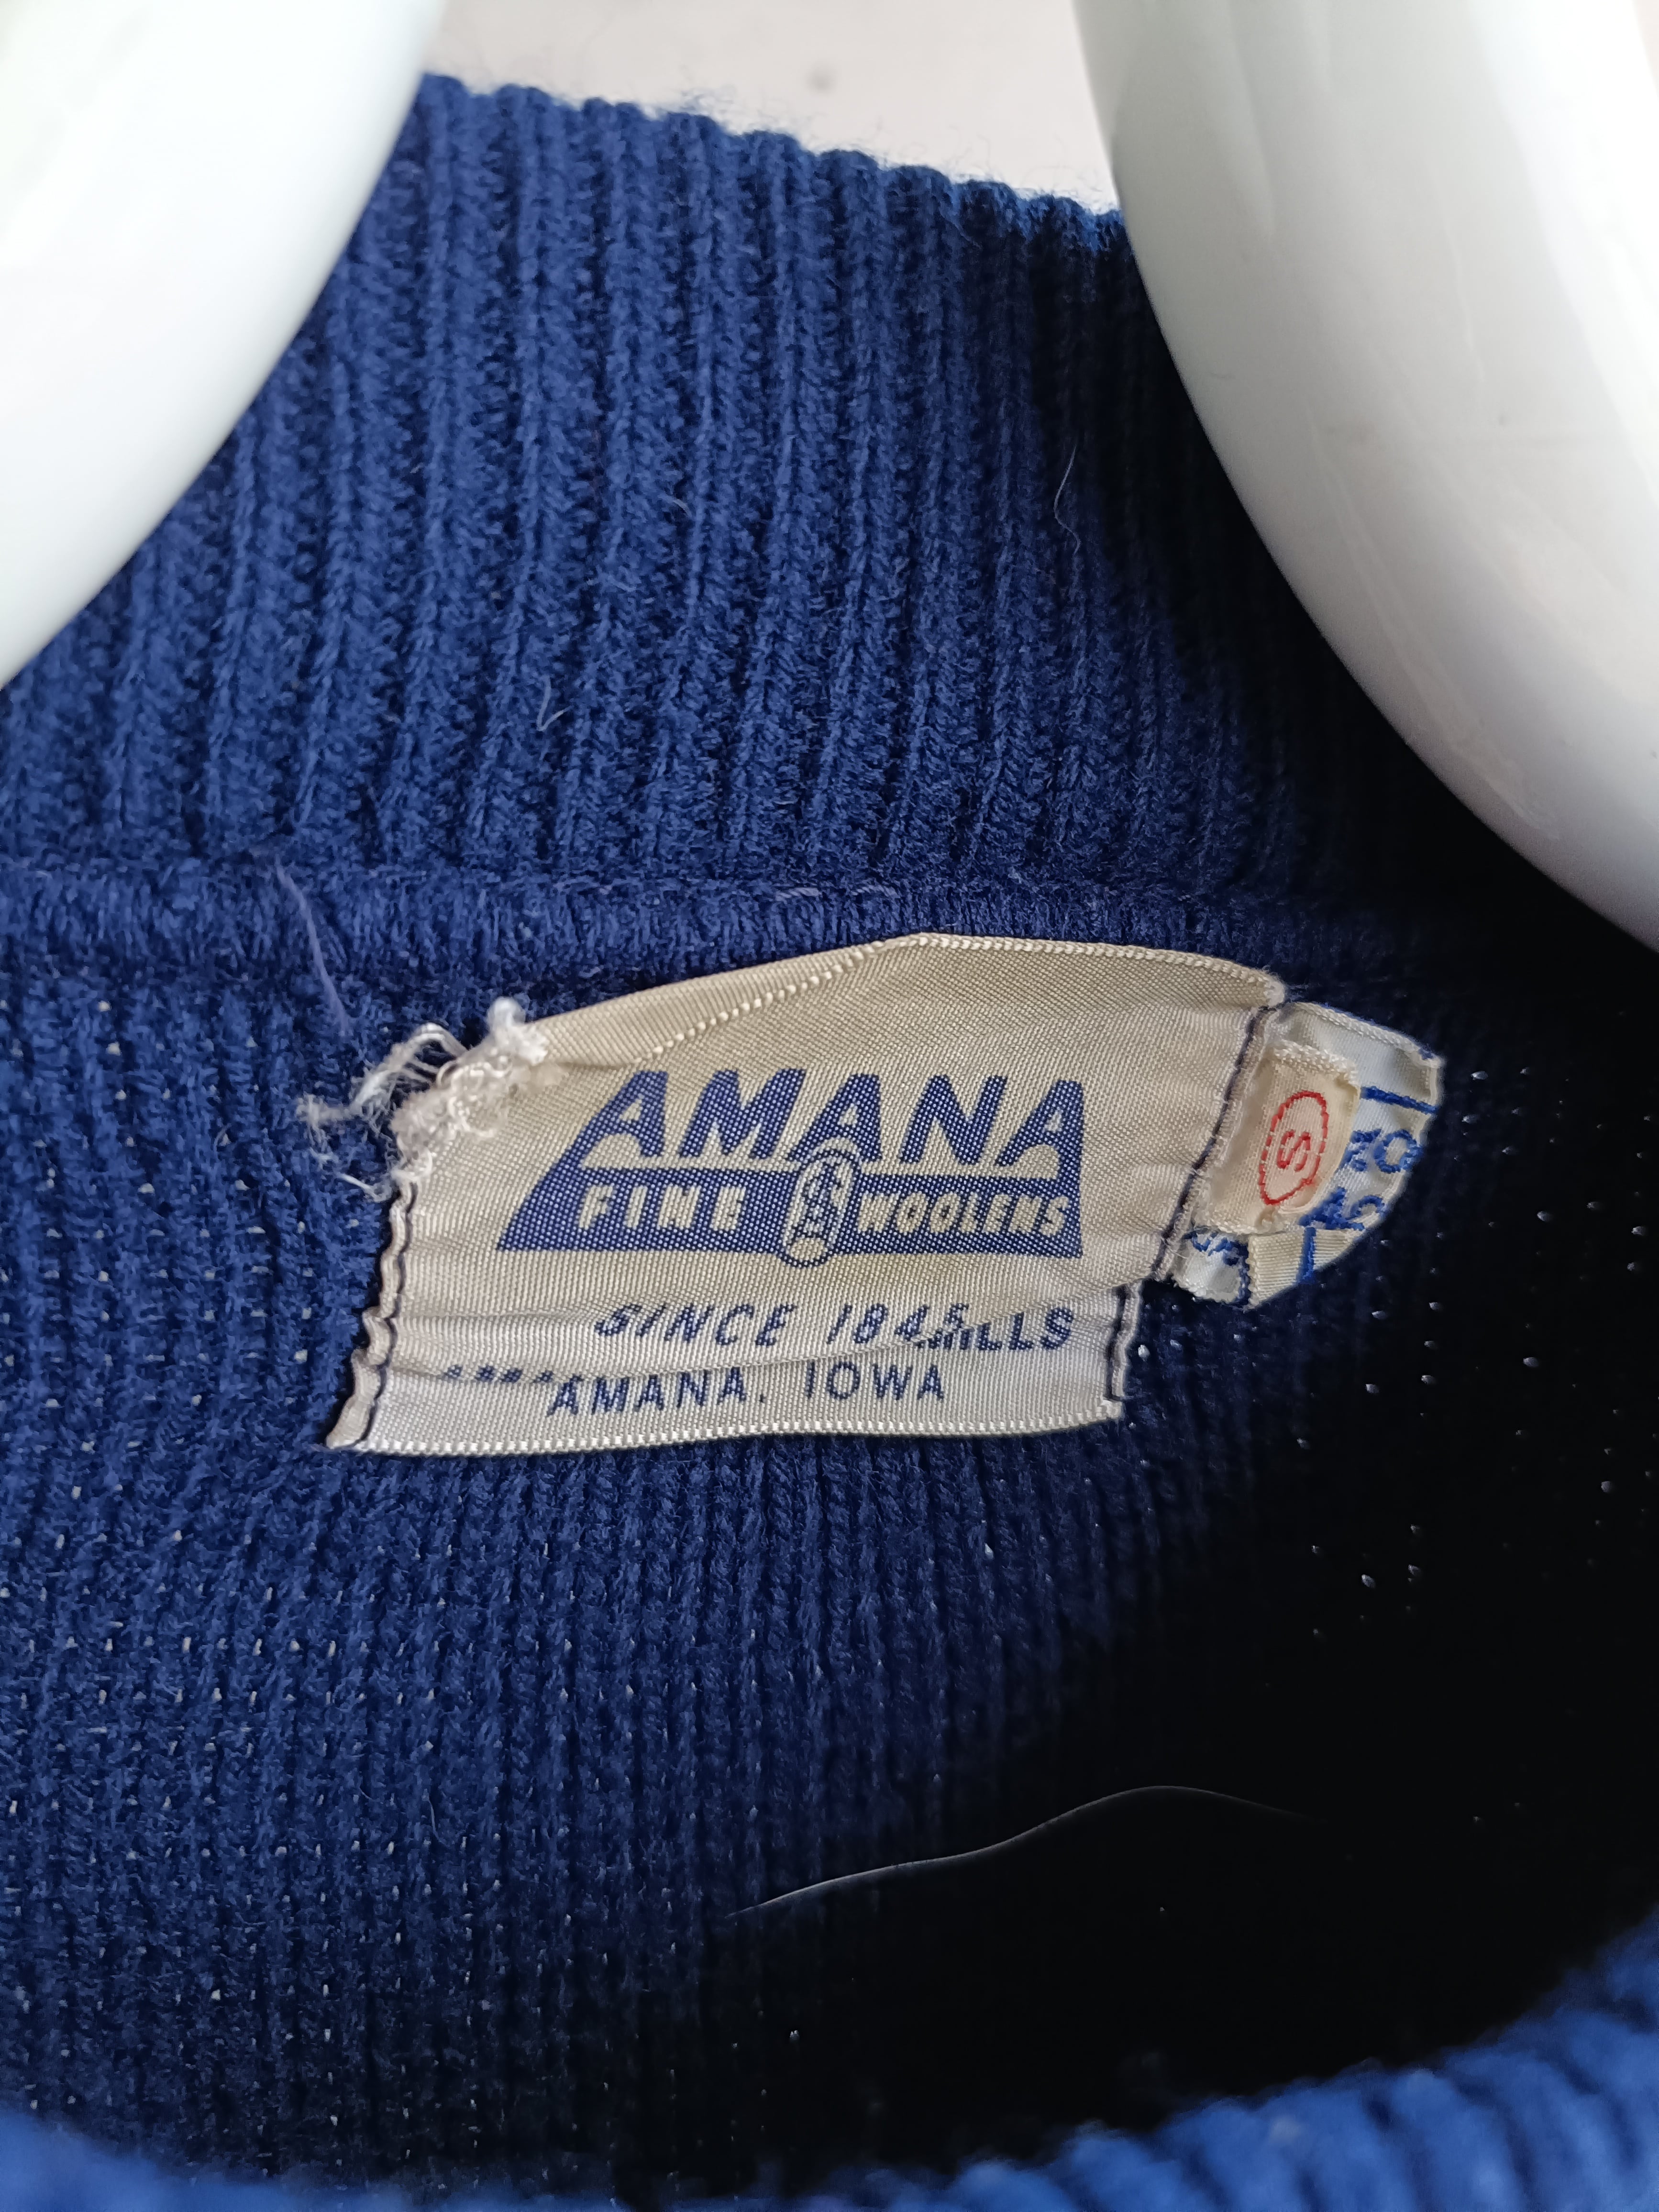 AMANA
FINE WOOLENS
SINCE 1845
MILLS
AMANA, IOWA
S